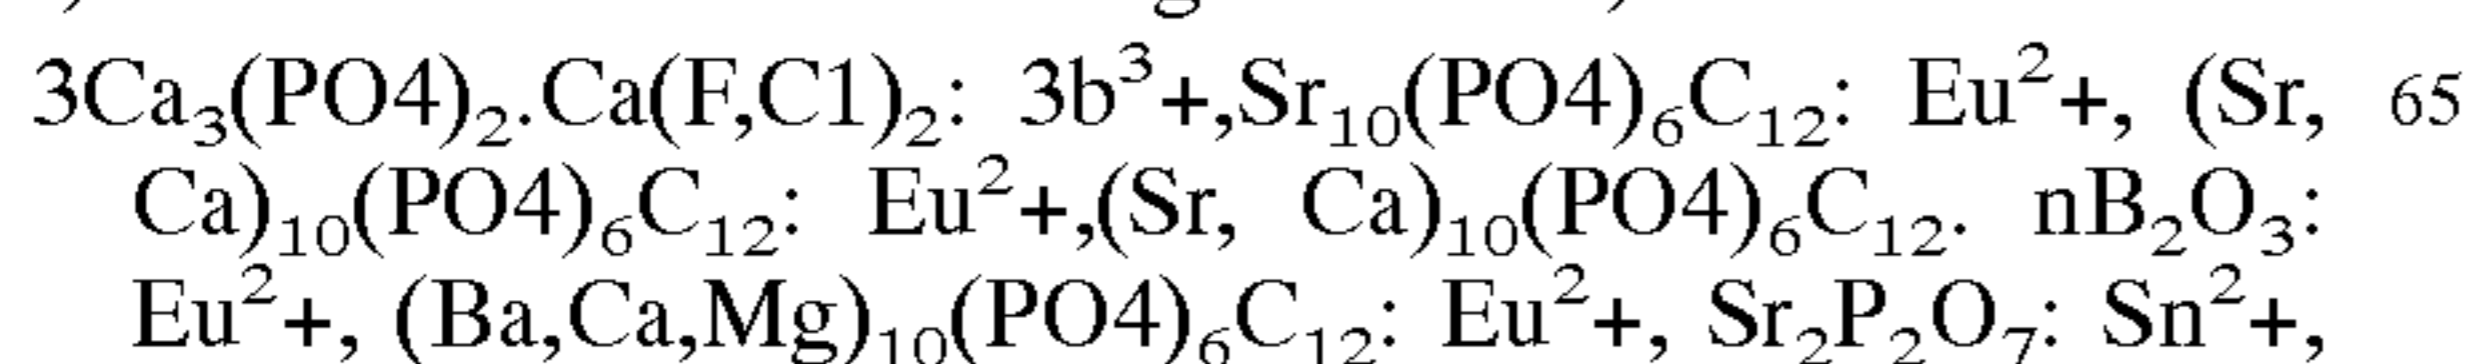 3Ca₃(PO4)₂.Ca(F,C1)₂: 3b³+,Sr₁₀(PO4)₆C₁₂: Eu²+, (Sr, 65
Ca)₁₀(PO4)₆C₁₂: Eu²+,(Sr, Ca)₁₀(PO4)₆C₁₂. nB₂O₃:
Eu²+, (Ba,Ca,Mg)₁₀(PO4)₆C₁₂: Eu²+, Sr₂P₂O₇: Sn²+,